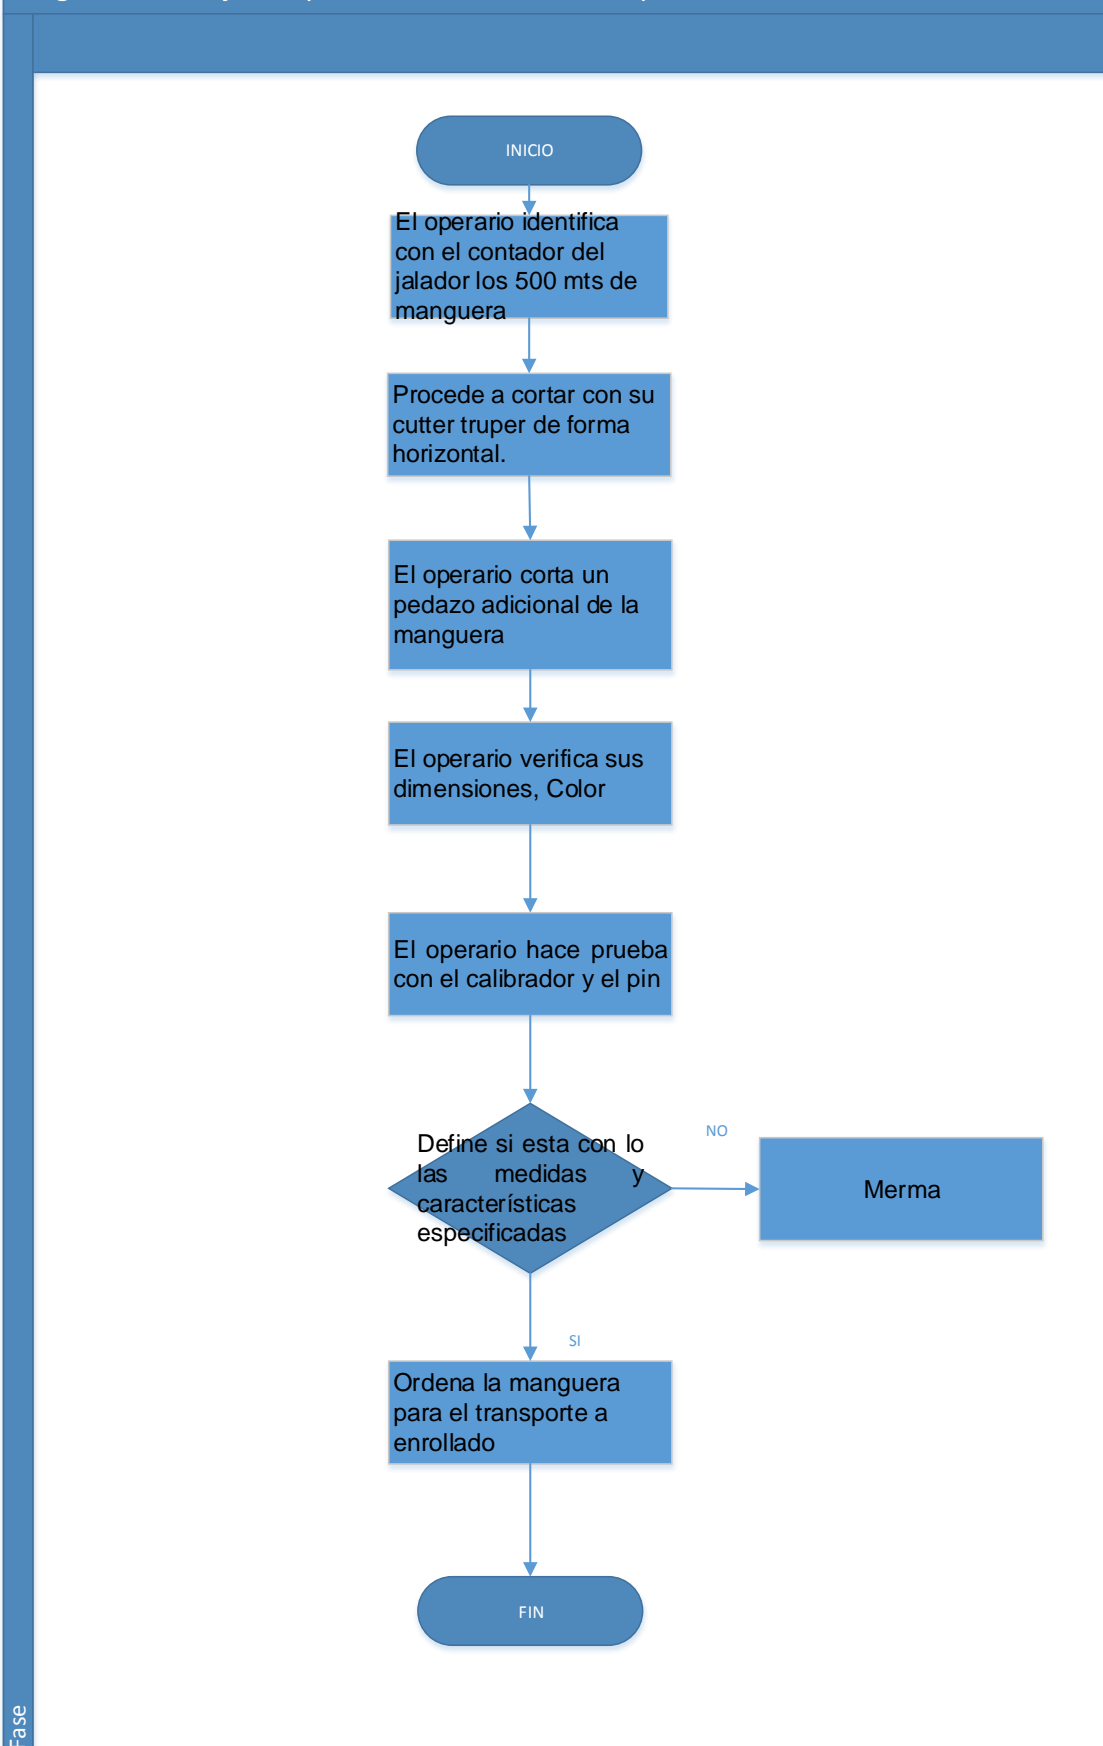 INICIO
El operario identifica
con el contador del
jalador los 500 mts de
manguera
Procede a cortar con su
cutter truper de forma
horizontal.
El operario corta un
pedazo adicional de la
manguera
El operario verifica sus
dimensiones, Color
El operario hace prueba
con el calibrador y el pin
Define si esta con lo
las medidas y
características
especificadas
NO
Merma
SI
Ordena la manguera
para el transporte a
enrollado
FIN
Fase